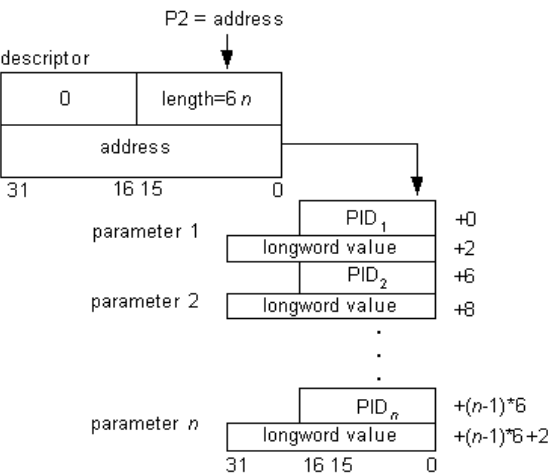 P2 = address
descriptor
0 length=6n
address
31 16 15 0
parameter 1 PID1 +0
longword value +2
PID2 +6
parameter 2 longword value +8
.
.
.
PIDn +(n-1)*6
parameter n longword value +(n-1)*6+2
31 16 15 0